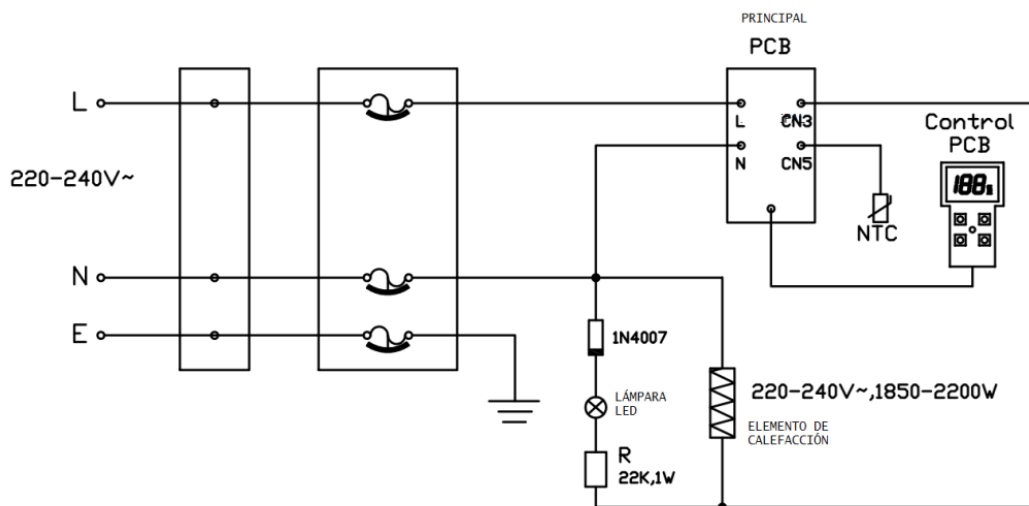 PRINCIPAL
PCB
L
L
CN3
Control
PCB
N
CN5
220-240V~
188
NTC
N
E
1N4007
LÁMPARA
LED
220-240V~,1850-2200W
ELEMENTO DE
CALEFACCIÓN
R
22K,1W